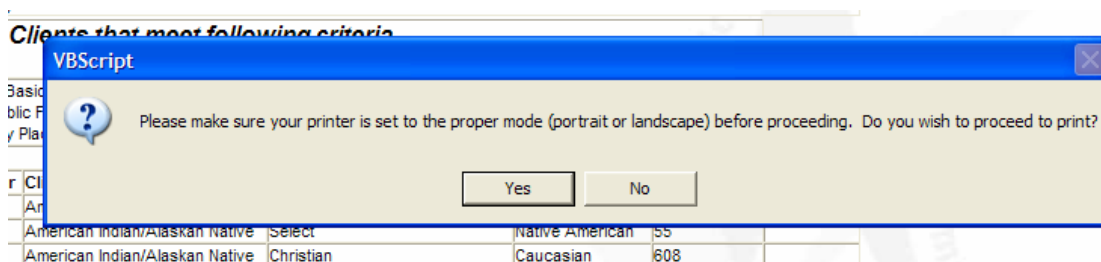 Clients that meet following criteria
VBScript
Basic
Please make sure your printer is set to the proper mode (portrait or landscape) before proceeding. Do you wish to proceed to print?
Yes No
American Indian/Alaskan Native Select Native American 55
American Indian/Alaskan Native Christian Caucasian 608